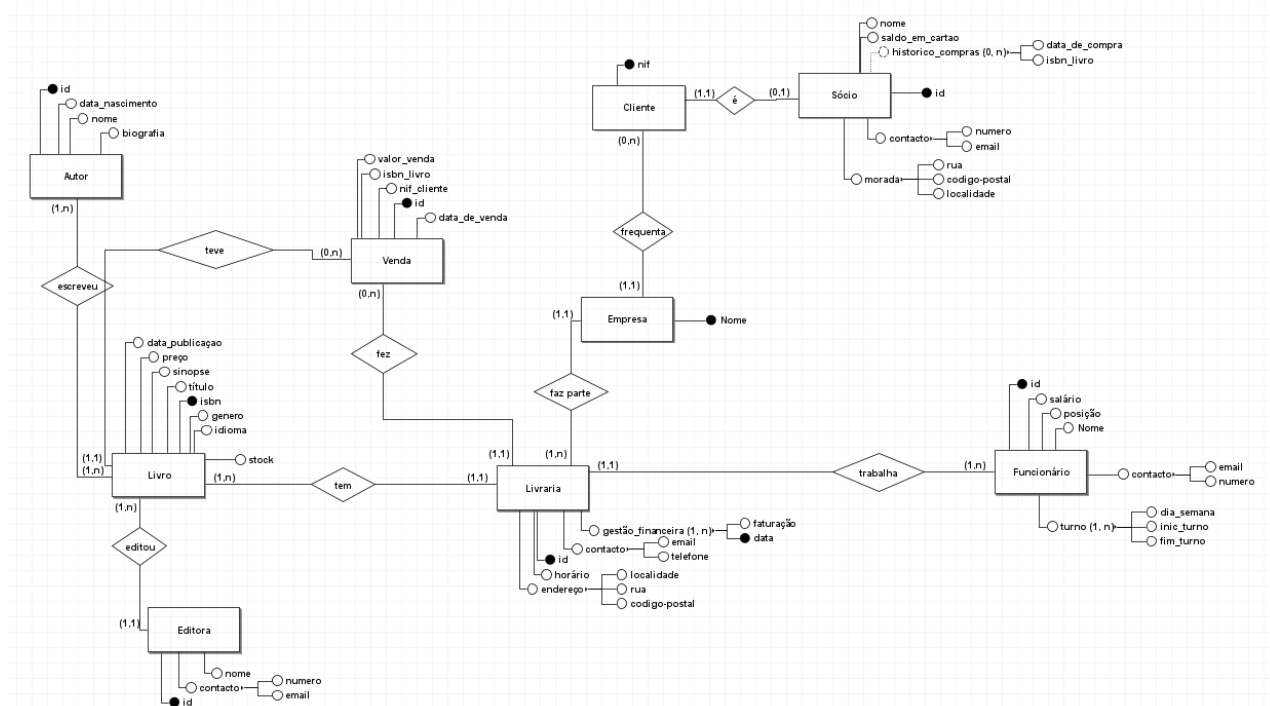 nome
saldo_em_cartao
historico_compras (0, n)
data_de_compra
isbn_livro
nif
Cliente
(1,1)
é
(0,1)
Sócio
id
contacto
numero
email
morada
rua
codigo-postal
localidade
id
data_nascimento
nome
biografia
Autor
(1,n)
valor_venda
isbn_livro
nif_cliente
id
data_de_venda
teve
(0,n)
Venda
(0,n)
(0,n)
frequenta
(1,1)
escreveu
(1,1)
Empresa
Nome
fez
faz parte
data_publicaçao
preço
sinopse
título
isbn
genero
idioma
stock
(1,1)
(1,n)
Livro
(1,n)
tem
(1,1)
(1,1)
(1,n)
Livraria
(1,1)
trabalha
(1,n)
id
salário
posição
Nome
Funcionário
contacto
email
numero
turno (1, n)
dia_semana
inic_turno
fim_turno
(1,n)
editou
gestão_financeira (1, n)
faturação
data
contacto
email
telefone
id
horário
endereço
localidade
rua
codigo-postal
(1,1)
Editora
nome
contacto
numero
email
id